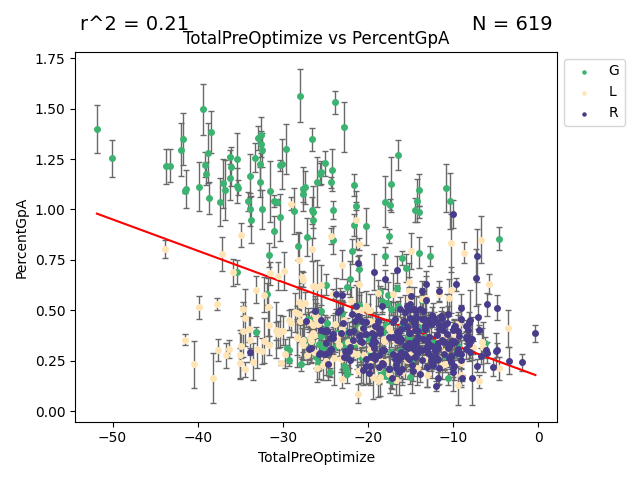 r^2 = 0.21 N = 619
TotalPreOptimize vs PercentGpA
1.75
1.50
1.25
1.00
0.75
0.50
0.25
0.00
PercentGpA
−50 −40 −30 −20 −10 0
TotalPreOptimize
G
L
R